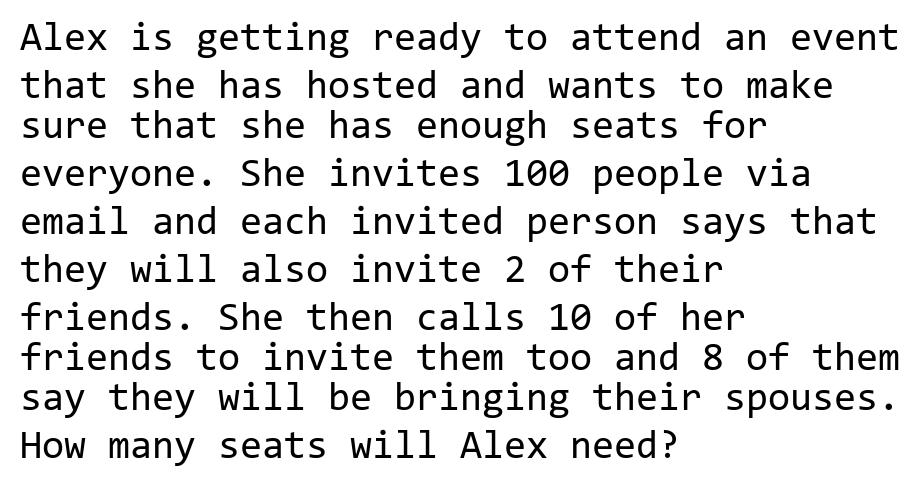 Alex is getting ready to attend an event
that she has hosted and wants to make
sure that she has enough seats for
everyone. She invites 100 people via
email and each invited person says that
they will also invite 2 of their
friends. She then calls 10 of her
friends to invite them too and 8 of them
say they will be bringing their spouses.
How many seats will Alex need?